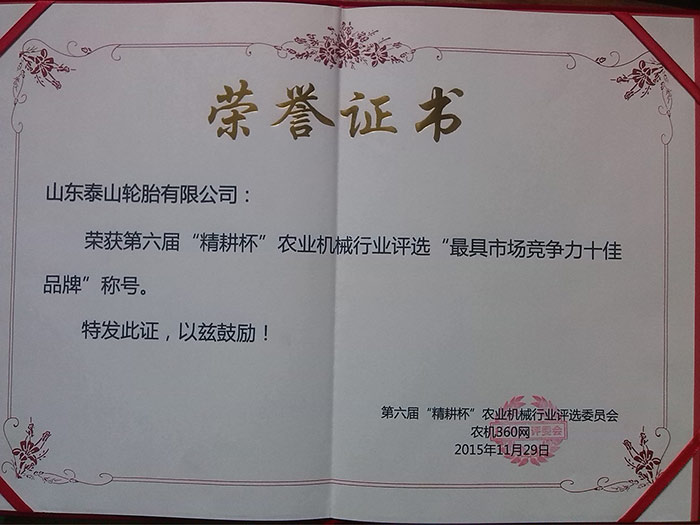 荣誉证书
山东泰山轮胎有限公司：
荣获第六届“精耕杯”农业机械行业评选“最具市场竞争力十佳
品牌”称号。
特发此证，以兹鼓励！
第六届“精耕杯”农业机械行业评选委员会
农机360网
2015年11月29日